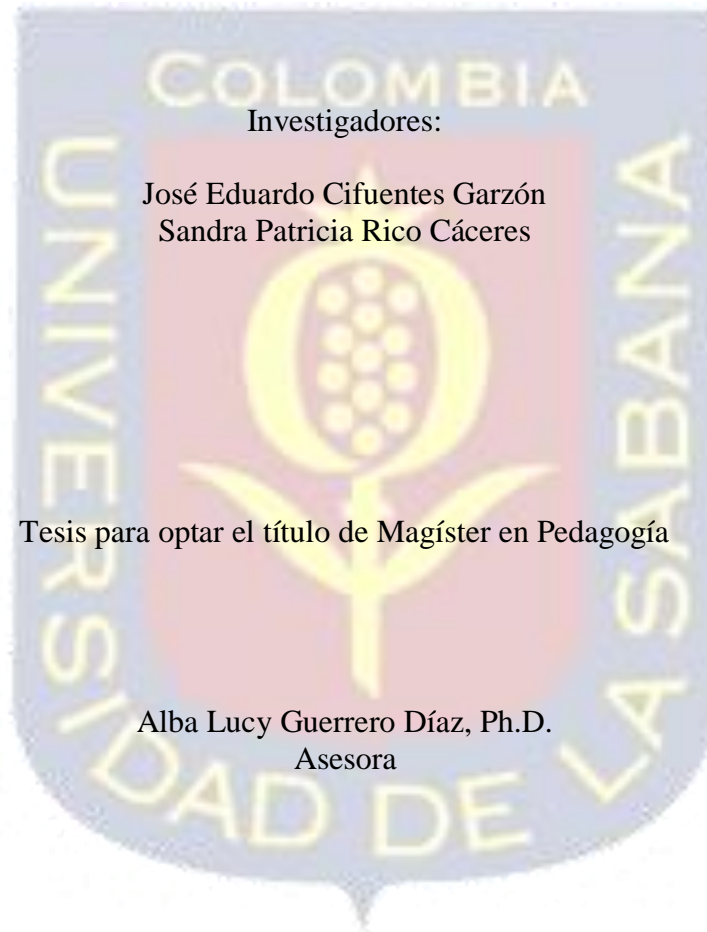 COLOMBIA
UNIVERSIDAD DE LA SABANA
Investigadores:
José Eduardo Cifuentes Garzón
Sandra Patricia Rico Cáceres
Tesis para optar el título de Magíster en Pedagogía
Alba Lucy Guerrero Díaz, Ph.D.
Asesora